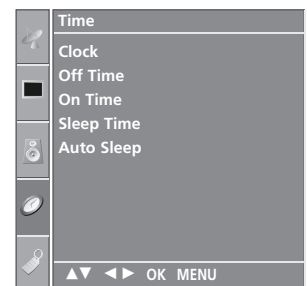 Time
Clock
Off Time
On Time
Sleep Time
Auto Sleep
▲▼ ◄► OK MENU